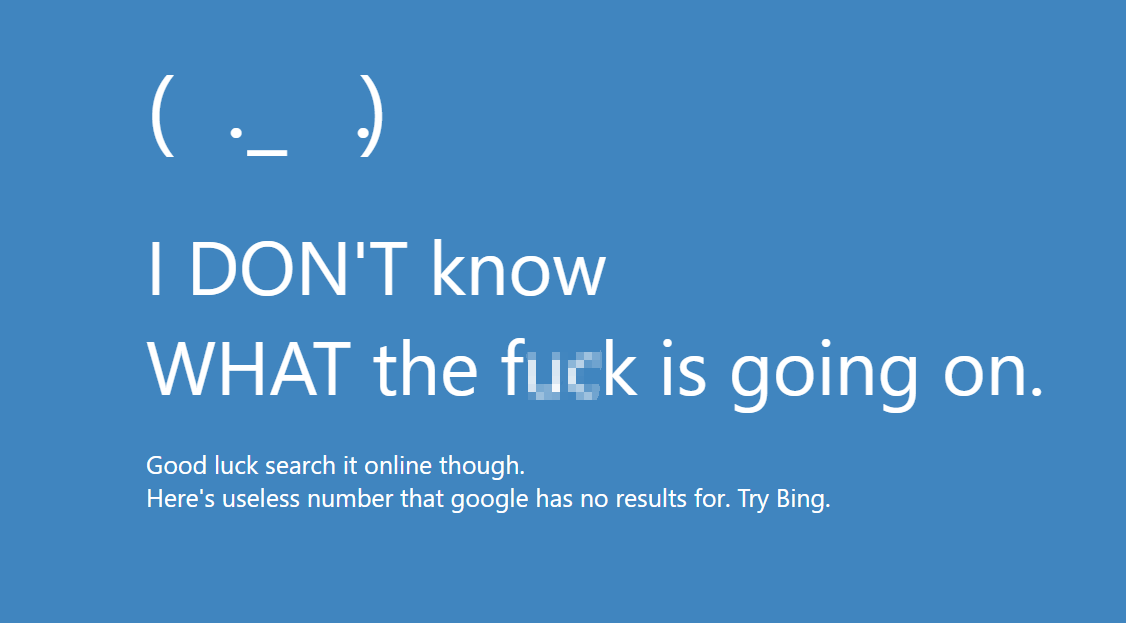 ( ._ .)
I DON'T know
WHAT the fuck is going on.
Good luck search it online though.
Here's useless number that google has no results for. Try Bing.